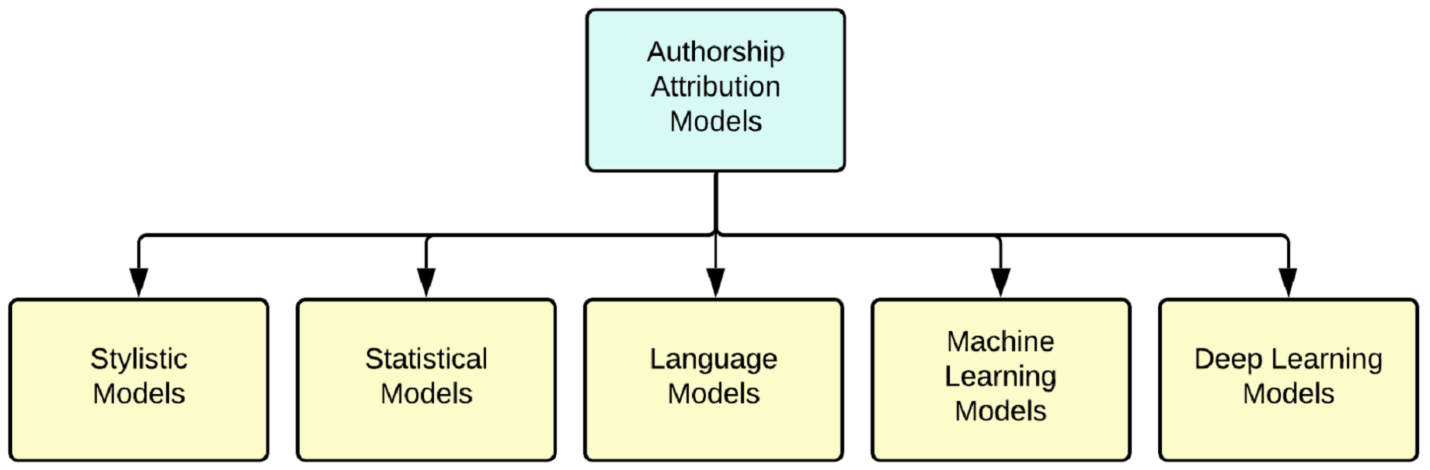 Authorship
Attribution
Models
Stylistic
Models
Statistical
Models
Language
Models
Machine
Learning
Models
Deep Learning
Models